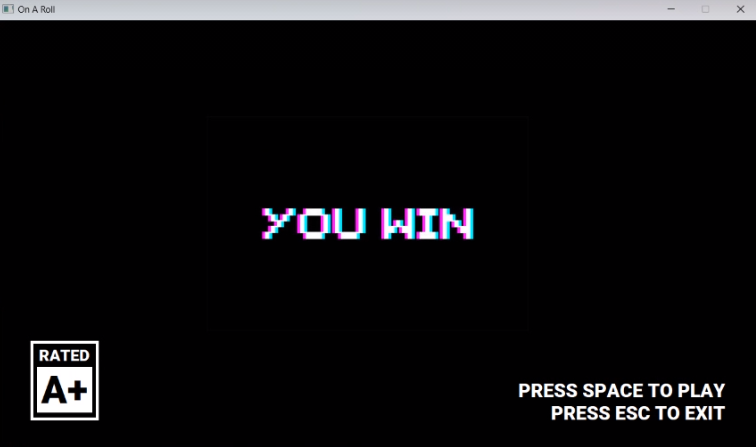 On A Roll
YOU WIN
RATED
A+
PRESS SPACE TO PLAY
PRESS ESC TO EXIT